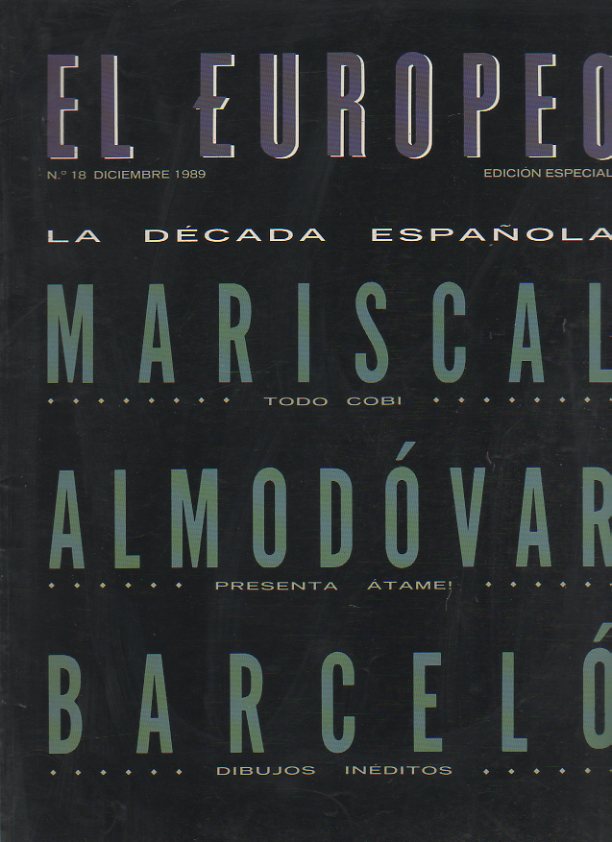 EL EUROPEO
N.º 18 DICIEMBRE 1989 EDICIÓN ESPECIAL
LA DÉCADA ESPAÑOLA
MARISCAL
TODO COBI
ALMODÓVAR
PRESENTA ÁTAME!
BARCELÓ
DIBUJOS INÉDITOS